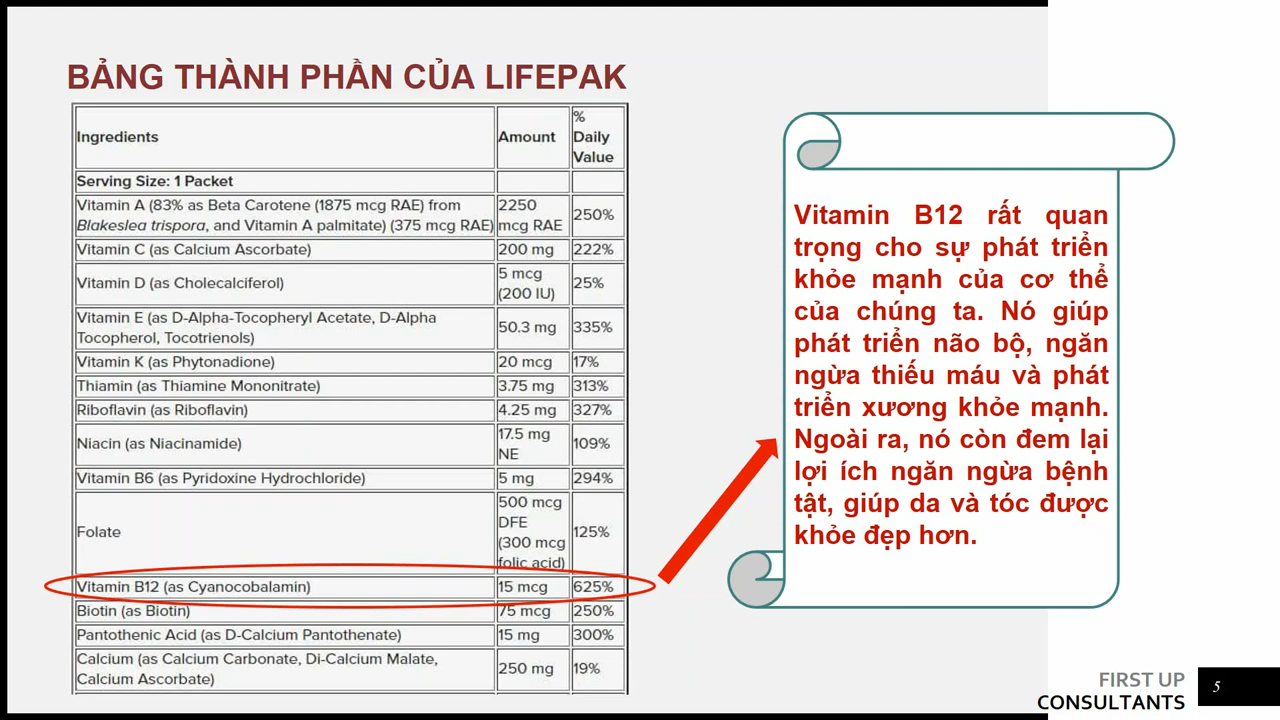 BẢNG THÀNH PHẦN CỦA LIFEPAK
Ingredients
Amount
%
Daily
Value
Serving Size: 1 Packet
Vitamin A (83% as Beta Carotene (1875 mcg RAE) from
Blakeslea trispora, and Vitamin A palmitate) (375 mcg RAE)
2250
mcg RAE
250%
Vitamin C (as Calcium Ascorbate)
200 mg
222%
Vitamin D (as Cholecalciferol)
5 mcg
(200 IU)
25%
Vitamin E (as D-Alpha-Tocopheryl Acetate, D-Alpha
Tocopherol, Tocotrienols)
50.3 mg
335%
Vitamin K (as Phytonadione)
20 mcg
17%
Thiamin (as Thiamine Mononitrate)
3.75 mg
313%
Riboflavin (as Riboflavin)
4.25 mg
327%
Niacin (as Niacinamide)
17.5 mg
NE
109%
Vitamin B6 (as Pyridoxine Hydrochloride)
5 mg
294%
Folate
500 mcg
DFE
(300 mcg
folic acid)
125%
Vitamin B12 (as Cyanocobalamin)
15 mcg
625%
Biotin (as Biotin)
75 mcg
250%
Pantothenic Acid (as D-Calcium Pantothenate)
15 mg
300%
Calcium (as Calcium Carbonate, Di-Calcium Malate,
Calcium Ascorbate)
250 mg
19%
Vitamin B12 rất quan
trọng cho sự phát triển
khỏe mạnh của cơ thể
của chúng ta. Nó giúp
phát triển não bộ, ngăn
ngừa thiếu máu và phát
triển xương khỏe mạnh.
Ngoài ra, nó còn đem lại
lợi ích ngăn ngừa bệnh
tật, giúp da và tóc được
khỏe đẹp hơn.
FIRST UP
CONSULTANTS
5